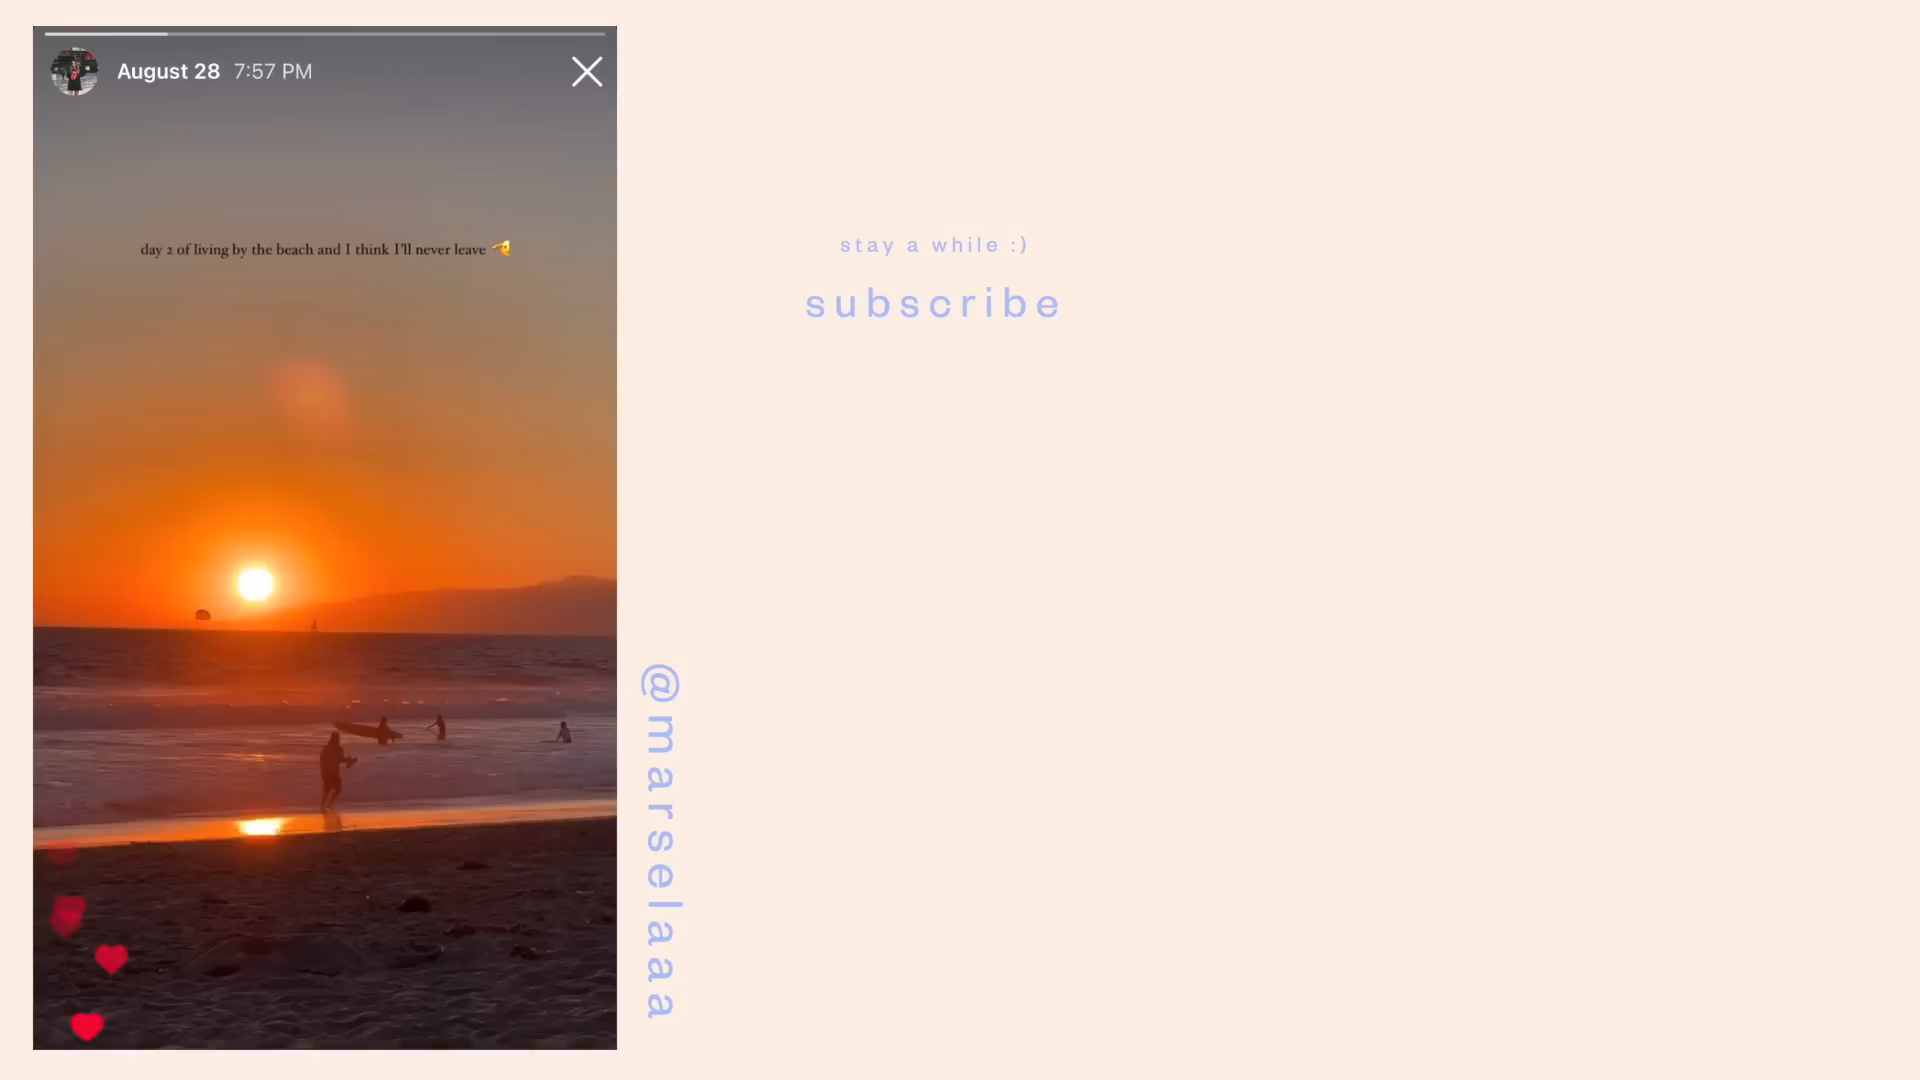 August 28 7:57 PM
day 2 of living by the beach and I think I'll never leave 🫡
stay a while :)
subscribe
@marselaaa